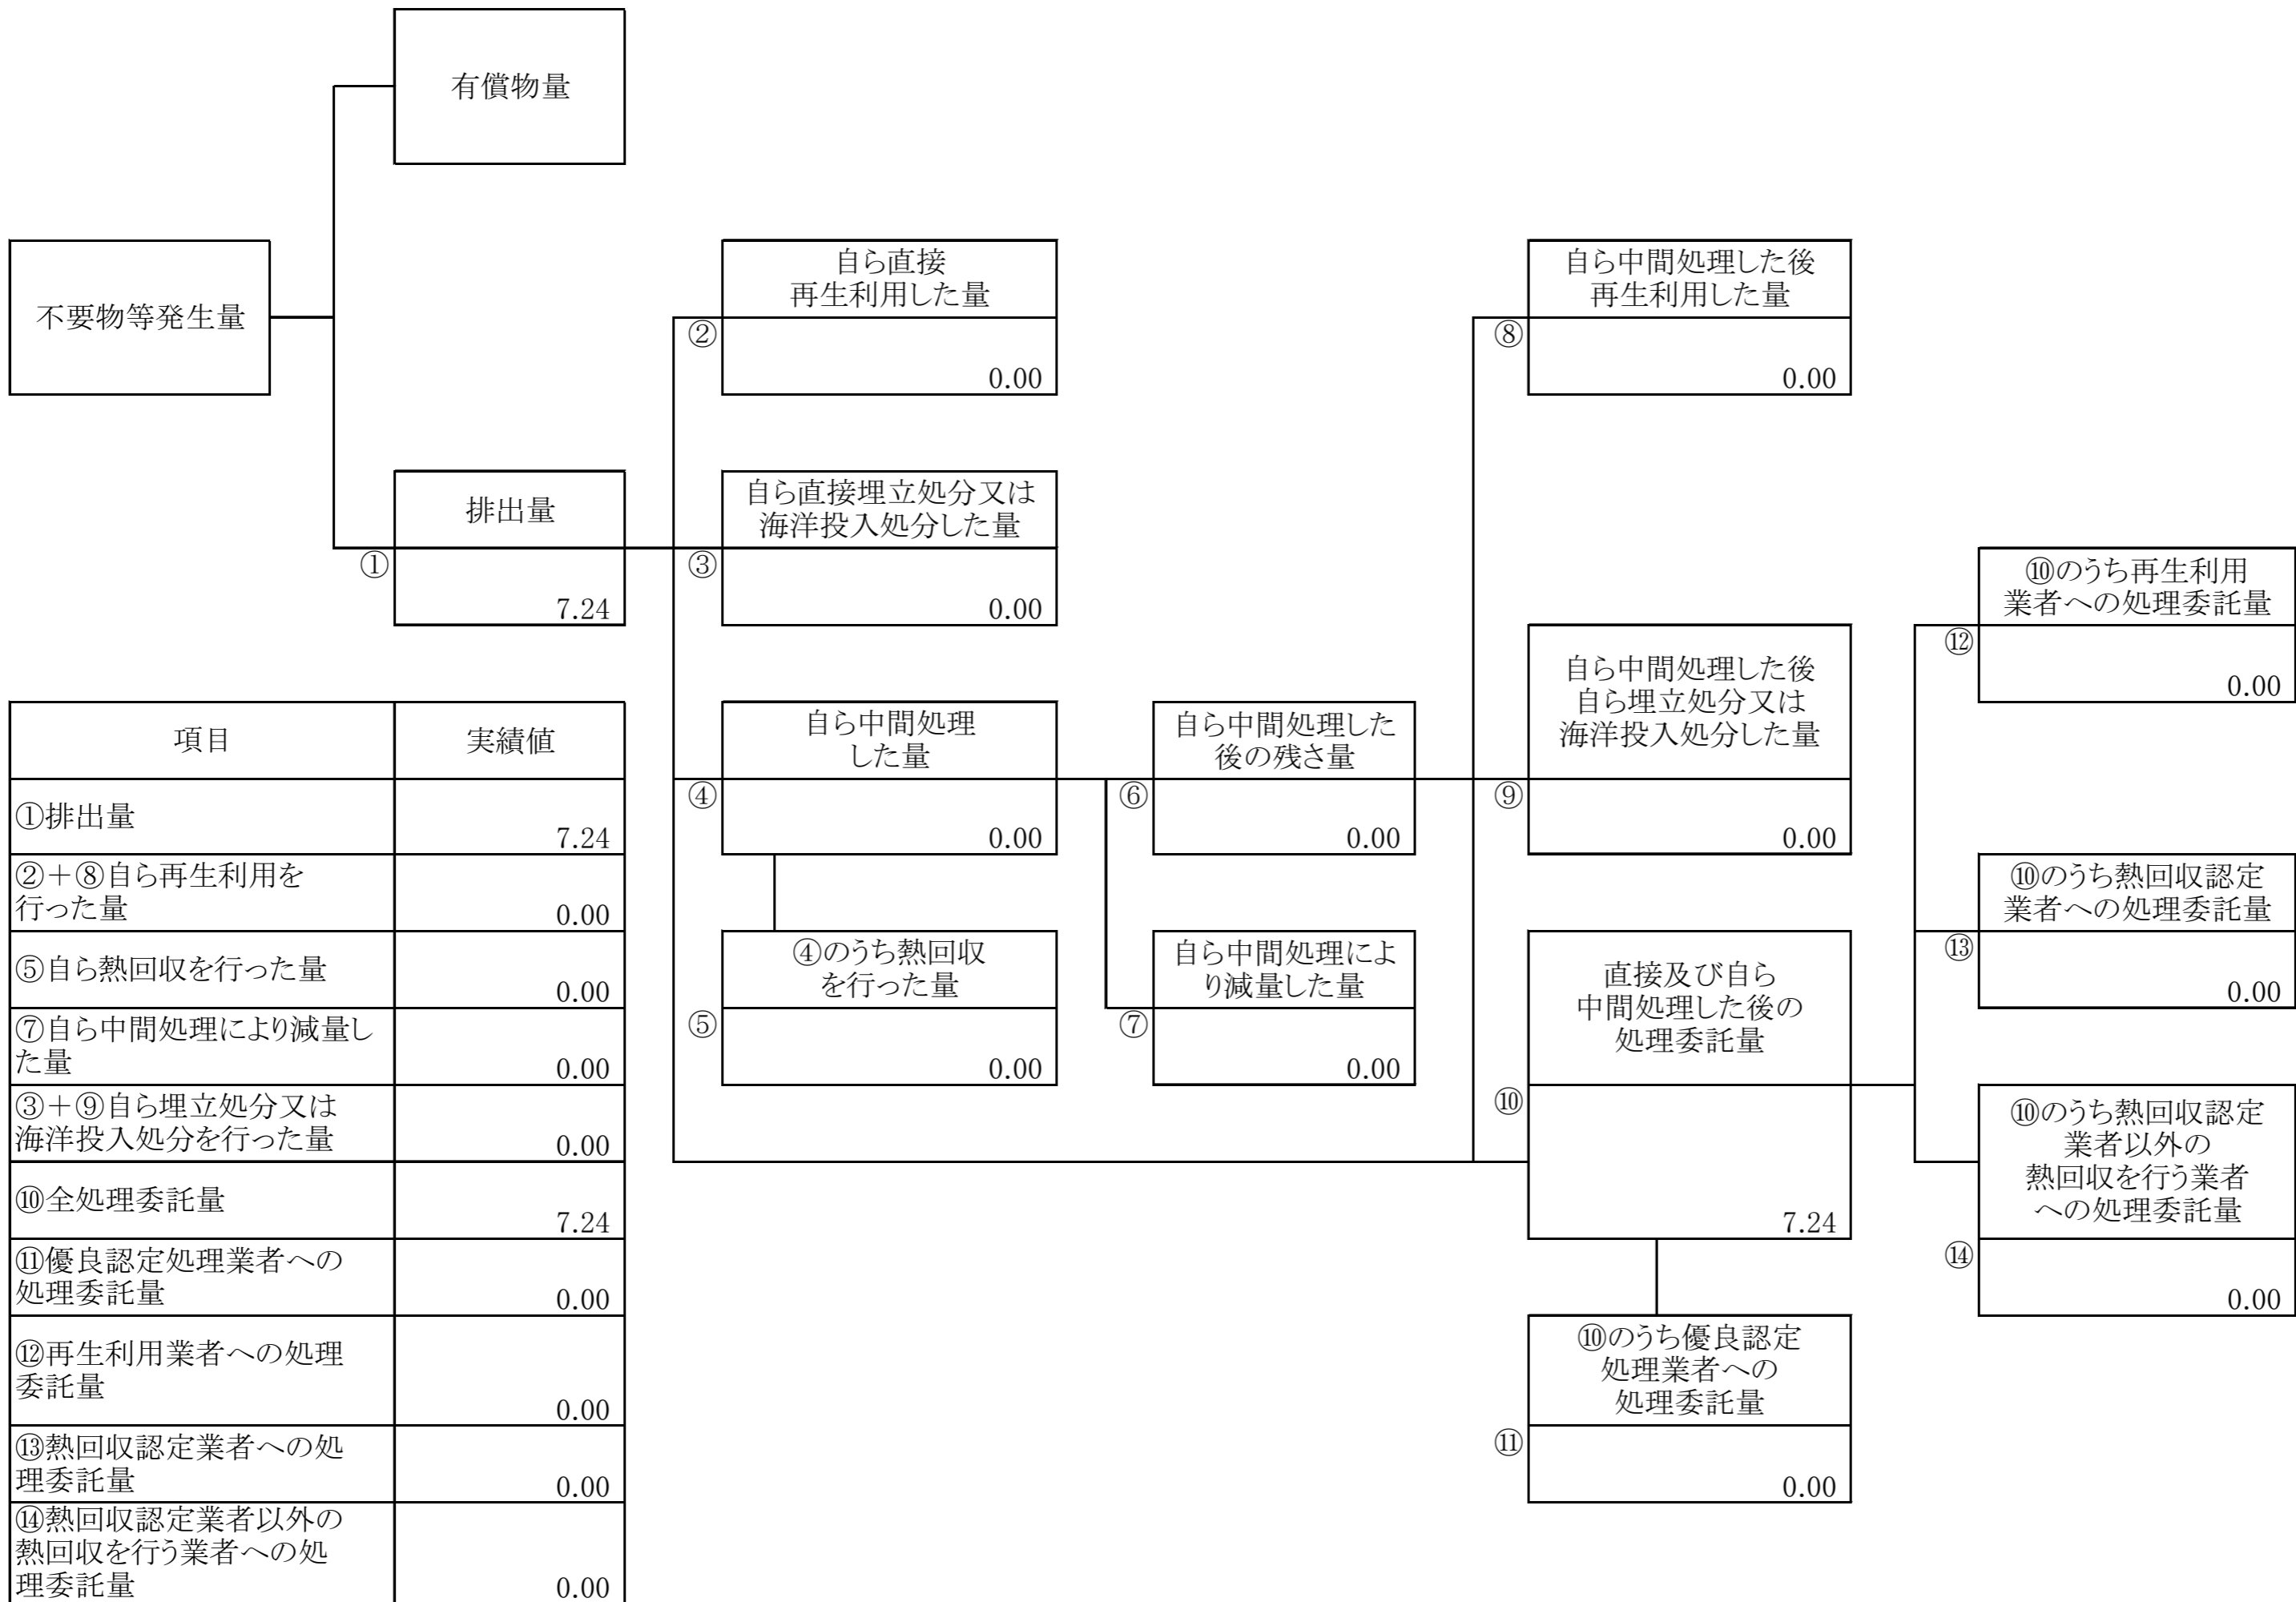 有償物量
不要物等発生量
自ら直接
再生利用した量
②
0.00
自ら中間処理した後
再生利用した量
⑧
0.00
排出量
①
7.24
自ら直接埋立処分又は
海洋投入処分した量
③
0.00
⑩のうち再生利用
業者への処理委託量
⑫
0.00
自ら中間処理
した量
④
0.00
自ら中間処理した
後の残さ量
⑥
0.00
自ら中間処理した後
自ら埋立処分又は
海洋投入処分した量
⑨
0.00
⑩のうち熱回収認定
業者への処理委託量
⑬
0.00
④のうち熱回収
を行った量
⑤
0.00
自ら中間処理によ
り減量した量
⑦
0.00
直接及び自ら
中間処理した後の
処理委託量
⑩
7.24
⑩のうち熱回収認定
業者以外の
熱回収を行う業者
への処理委託量
⑭
0.00
⑩のうち優良認定
処理業者への
処理委託量
⑪
0.00
項目
実績値
①排出量
7.24
②＋⑧自ら再生利用を
行った量
0.00
⑤自ら熱回収を行った量
0.00
⑦自ら中間処理により減量し
た量
0.00
③＋⑨自ら埋立処分又は
海洋投入処分を行った量
0.00
⑩全処理委託量
7.24
⑪優良認定処理業者への
処理委託量
0.00
⑫再生利用業者への処理
委託量
0.00
⑬熱回収認定業者への処
理委託量
0.00
⑭熱回収認定業者以外の
熱回収を行う業者への処
理委託量
0.00